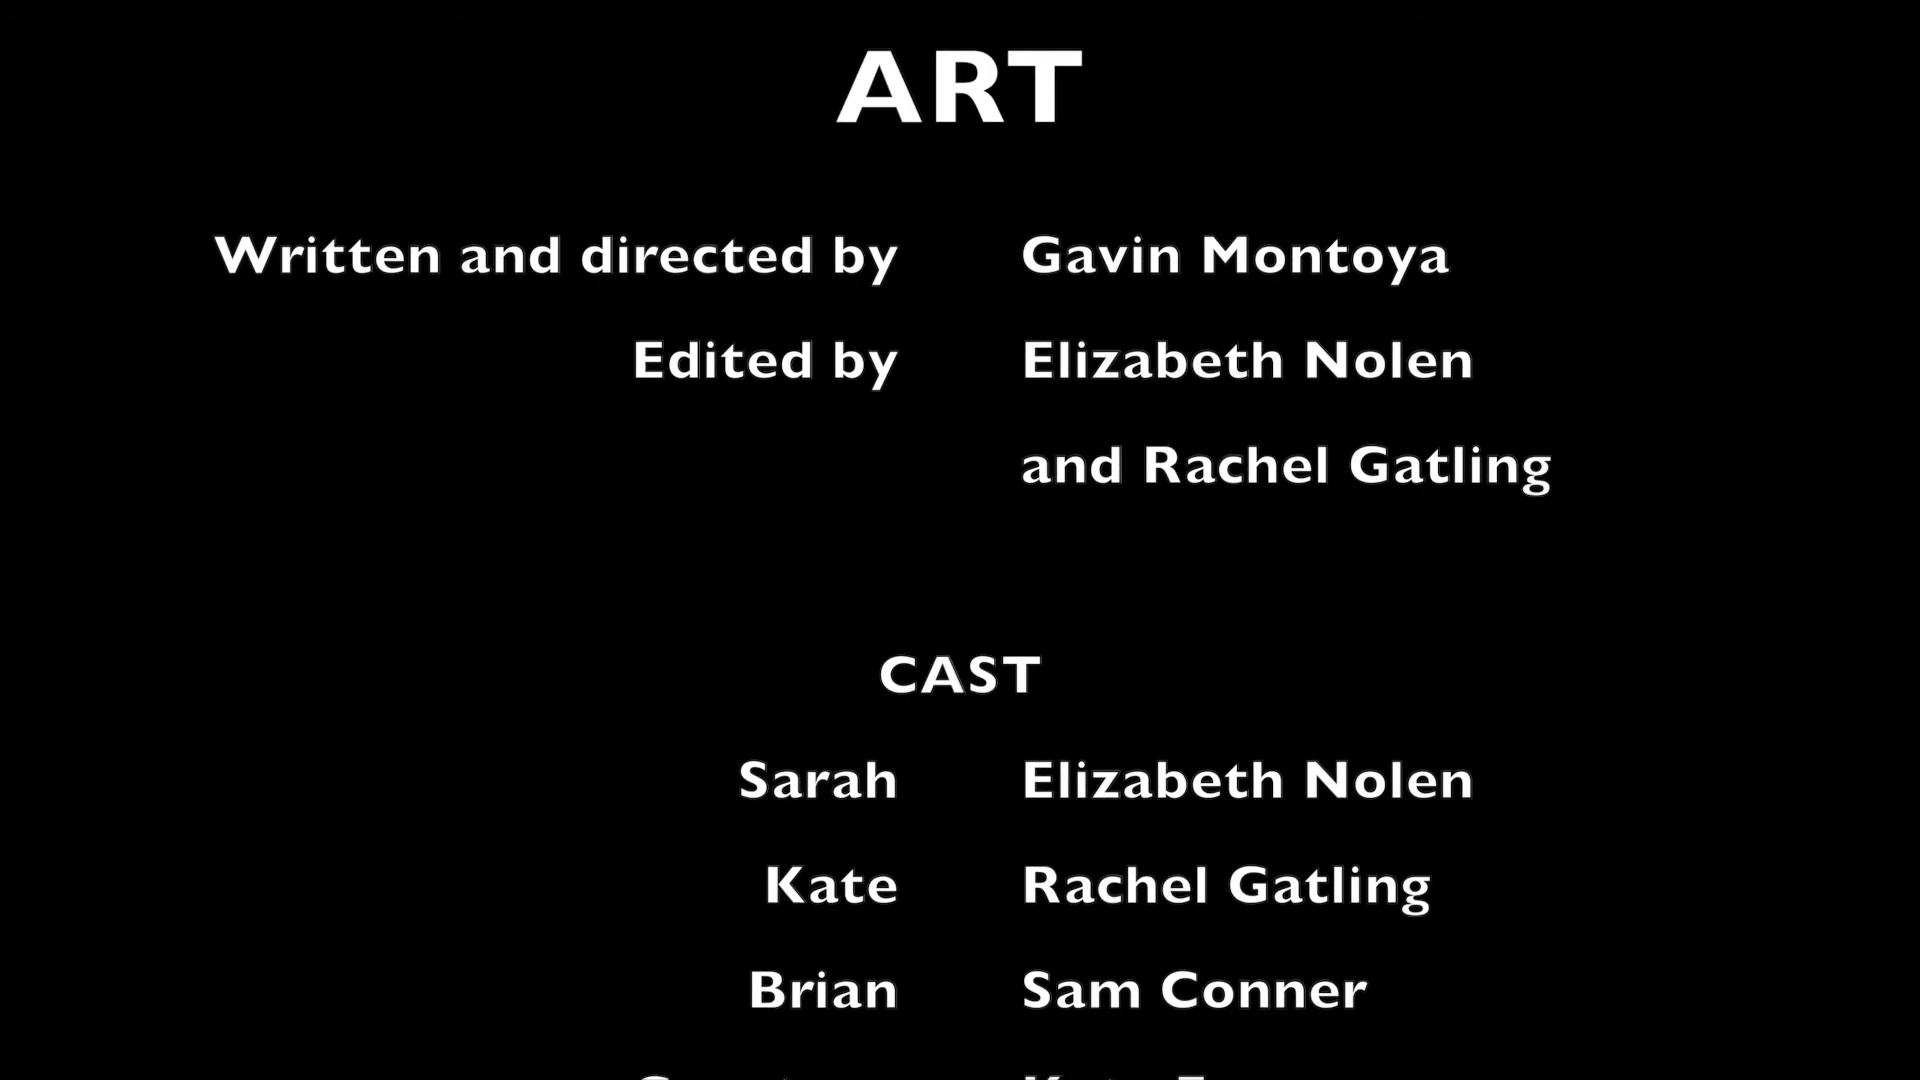 ART
Written and directed by Gavin Montoya
Edited by Elizabeth Nolen
and Rachel Gatling
CAST
Sarah Elizabeth Nolen
Kate Rachel Gatling
Brian Sam Conner